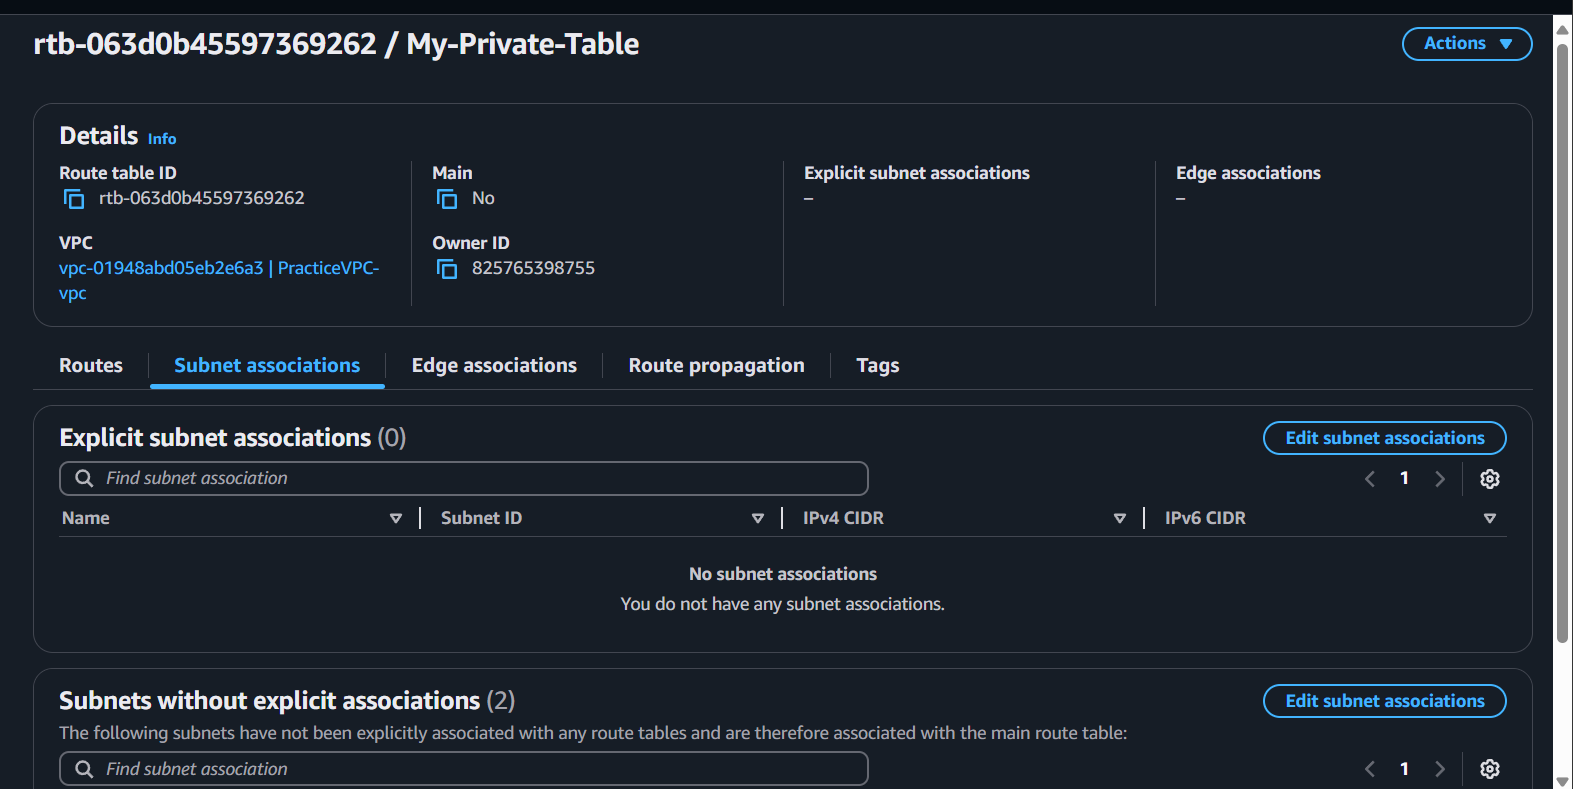 rtb-063d0b45597369262 / My-Private-Table
Actions
Details Info
Route table ID
rtb-063d0b45597369262
Main
No
Explicit subnet associations
–
Edge associations
–
VPC
vpc-01948abd05eb2e6a3 | PracticeVPC-
vpc
Owner ID
825765398755
Routes Subnet associations Edge associations Route propagation Tags
Explicit subnet associations (0)
Edit subnet associations
Find subnet association
1
Name Subnet ID IPv4 CIDR IPv6 CIDR
No subnet associations
You do not have any subnet associations.
Subnets without explicit associations (2)
Edit subnet associations
The following subnets have not been explicitly associated with any route tables and are therefore associated with the main route table:
Find subnet association
1